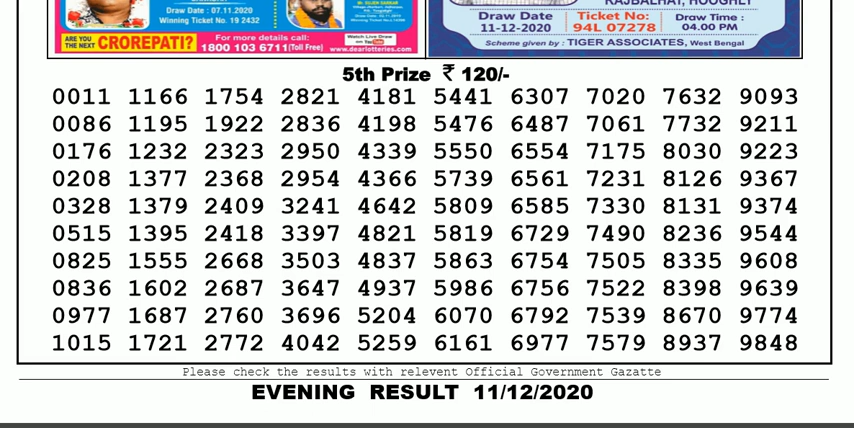 RAJBALHAT, HOOGHLY
Draw Date : 07.11.2020
Winning Ticket No. 19 2432
Draw Date
11-12-2020
Ticket No:
94L 07278
Draw Time :
04.00 PM
ARE YOU THE NEXT CROREPATI?
For more details call:
1800 103 6711(Toll Free)
Watch Live Draw
on YouTube
www.dearlotteries.com
Scheme given by : TIGER ASSOCIATES, West Bengal
5th Prize ₹ 120/-
0011 1166 1754 2821 4181 5441 6307 7020 7632 9093
0086 1195 1922 2836 4198 5476 6487 7061 7732 9211
0176 1232 2323 2950 4339 5550 6554 7175 8030 9223
0208 1377 2368 2954 4366 5739 6561 7231 8126 9367
0328 1379 2409 3241 4642 5809 6585 7330 8131 9374
0515 1395 2418 3397 4821 5819 6729 7490 8236 9544
0825 1555 2668 3503 4837 5863 6754 7505 8335 9608
0836 1602 2687 3647 4937 5986 6756 7522 8398 9639
0977 1687 2760 3696 5204 6070 6792 7539 8670 9774
1015 1721 2772 4042 5259 6161 6977 7579 8937 9848
Please check the results with relevent Official Government Gazatte
EVENING RESULT 11/12/2020